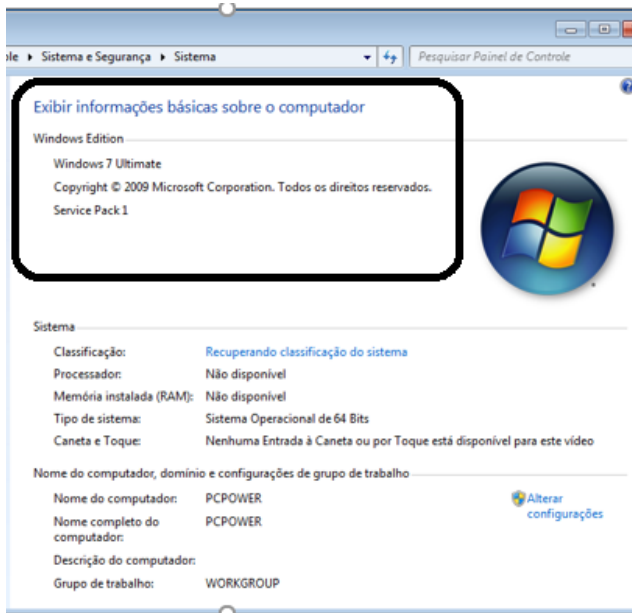 ole ▸ Sistema e Segurança ▸ Sistema Pesquisar Painel de Controle
Exibir informações básicas sobre o computador
Windows Edition
Windows 7 Ultimate
Copyright © 2009 Microsoft Corporation. Todos os direitos reservados.
Service Pack 1
Sistema
Classificação: Recuperando classificação do sistema
Processador: Não disponível
Memória instalada (RAM): Não disponível
Tipo de sistema: Sistema Operacional de 64 Bits
Caneta e Toque: Nenhuma Entrada à Caneta ou por Toque está disponível para este vídeo
Nome do computador, domínio e configurações de grupo de trabalho
Nome do computador: PCPOWER Alterar
Nome completo do PCPOWER configurações
computador:
Descrição do computador:
Grupo de trabalho: WORKGROUP